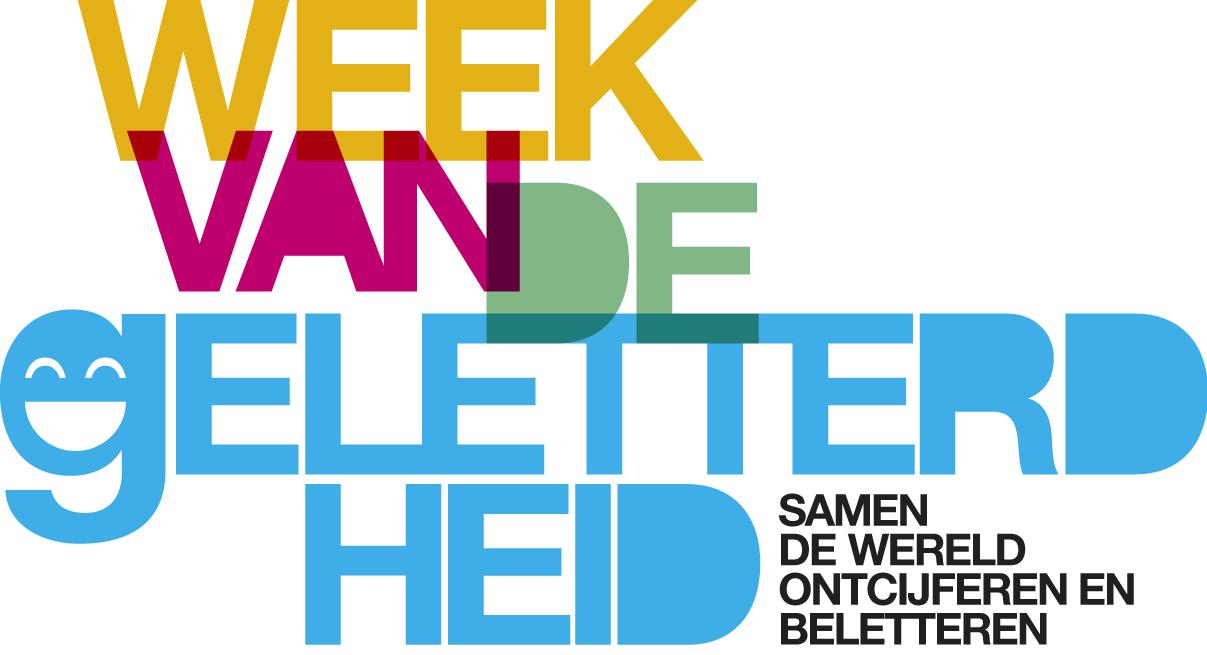 WEEK
VAN
DE
gELETTERD
HEID
SAMEN
DE WERELD
ONTCIJFEREN EN
BELETTEREN